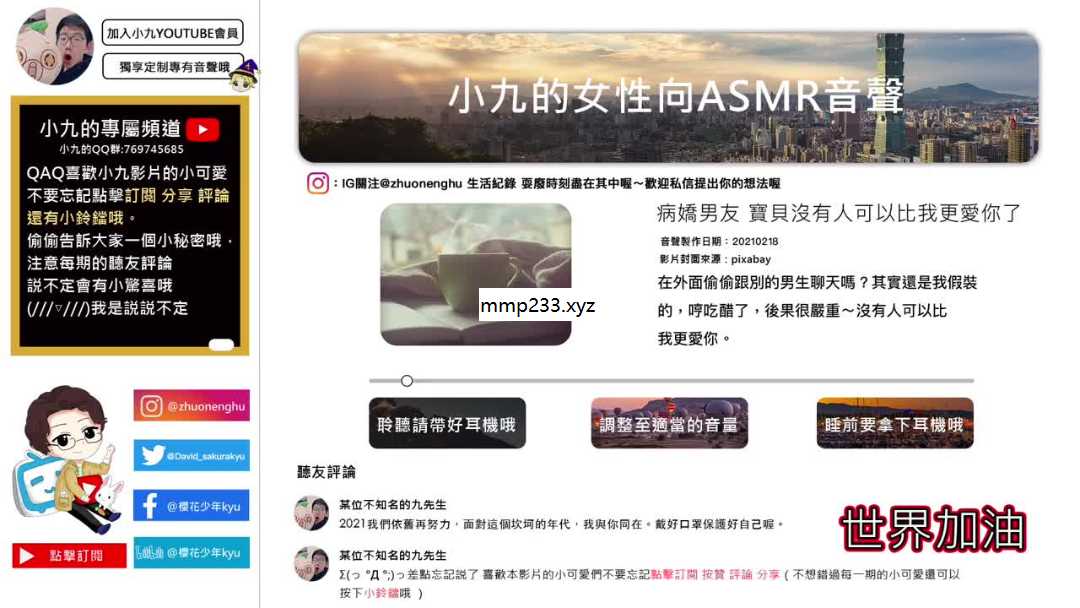 加入小九YOUTUBE會員
獨享定制專有音聲哦
小九的專屬頻道
小九的QQ群:769745685
QAQ喜歡小九影片的小可愛
不要忘記點擊訂閱 分享 評論
還有小鈴鐺哦。
偷偷告訴大家一個小秘密哦，
注意每期的聽友評論
說不定會有小驚喜哦
(///▿///)我是説説不定
@zhuonenghu
@David_sakurakyu
@櫻花少年kyu
點擊訂閱
@櫻花少年kyu
小九的女性向ASMR音聲
：IG關注@zhuonenghu 生活紀錄 耍廢時刻盡在其中喔～歡迎私信提出你的想法喔
病嬌男友 寶貝沒有人可以比我更愛你了
音聲製作日期：20210218
影片封面來源：pixabay
在外面偷偷跟別的男生聊天嗎？其實還是我假裝
的，哼吃醋了，後果很嚴重～沒有人可以比
我更愛你。
mmp233.xyz
聆聽請帶好耳機哦
調整至適當的音量
睡前要拿下耳機哦
聽友評論
某位不知名的九先生
2021我們依舊再努力，面對這個坎坷的年代，我與你同在。戴好口罩保護好自己喔。
世界加油
某位不知名的九先生
Σ(っ °Д °;)っ差點忘記説了 喜歡本影片的小可愛們不要忘記點擊訂閱 按贊 評論 分享（ 不想錯過每一期的小可愛還可以
按下小鈴鐺哦 ）